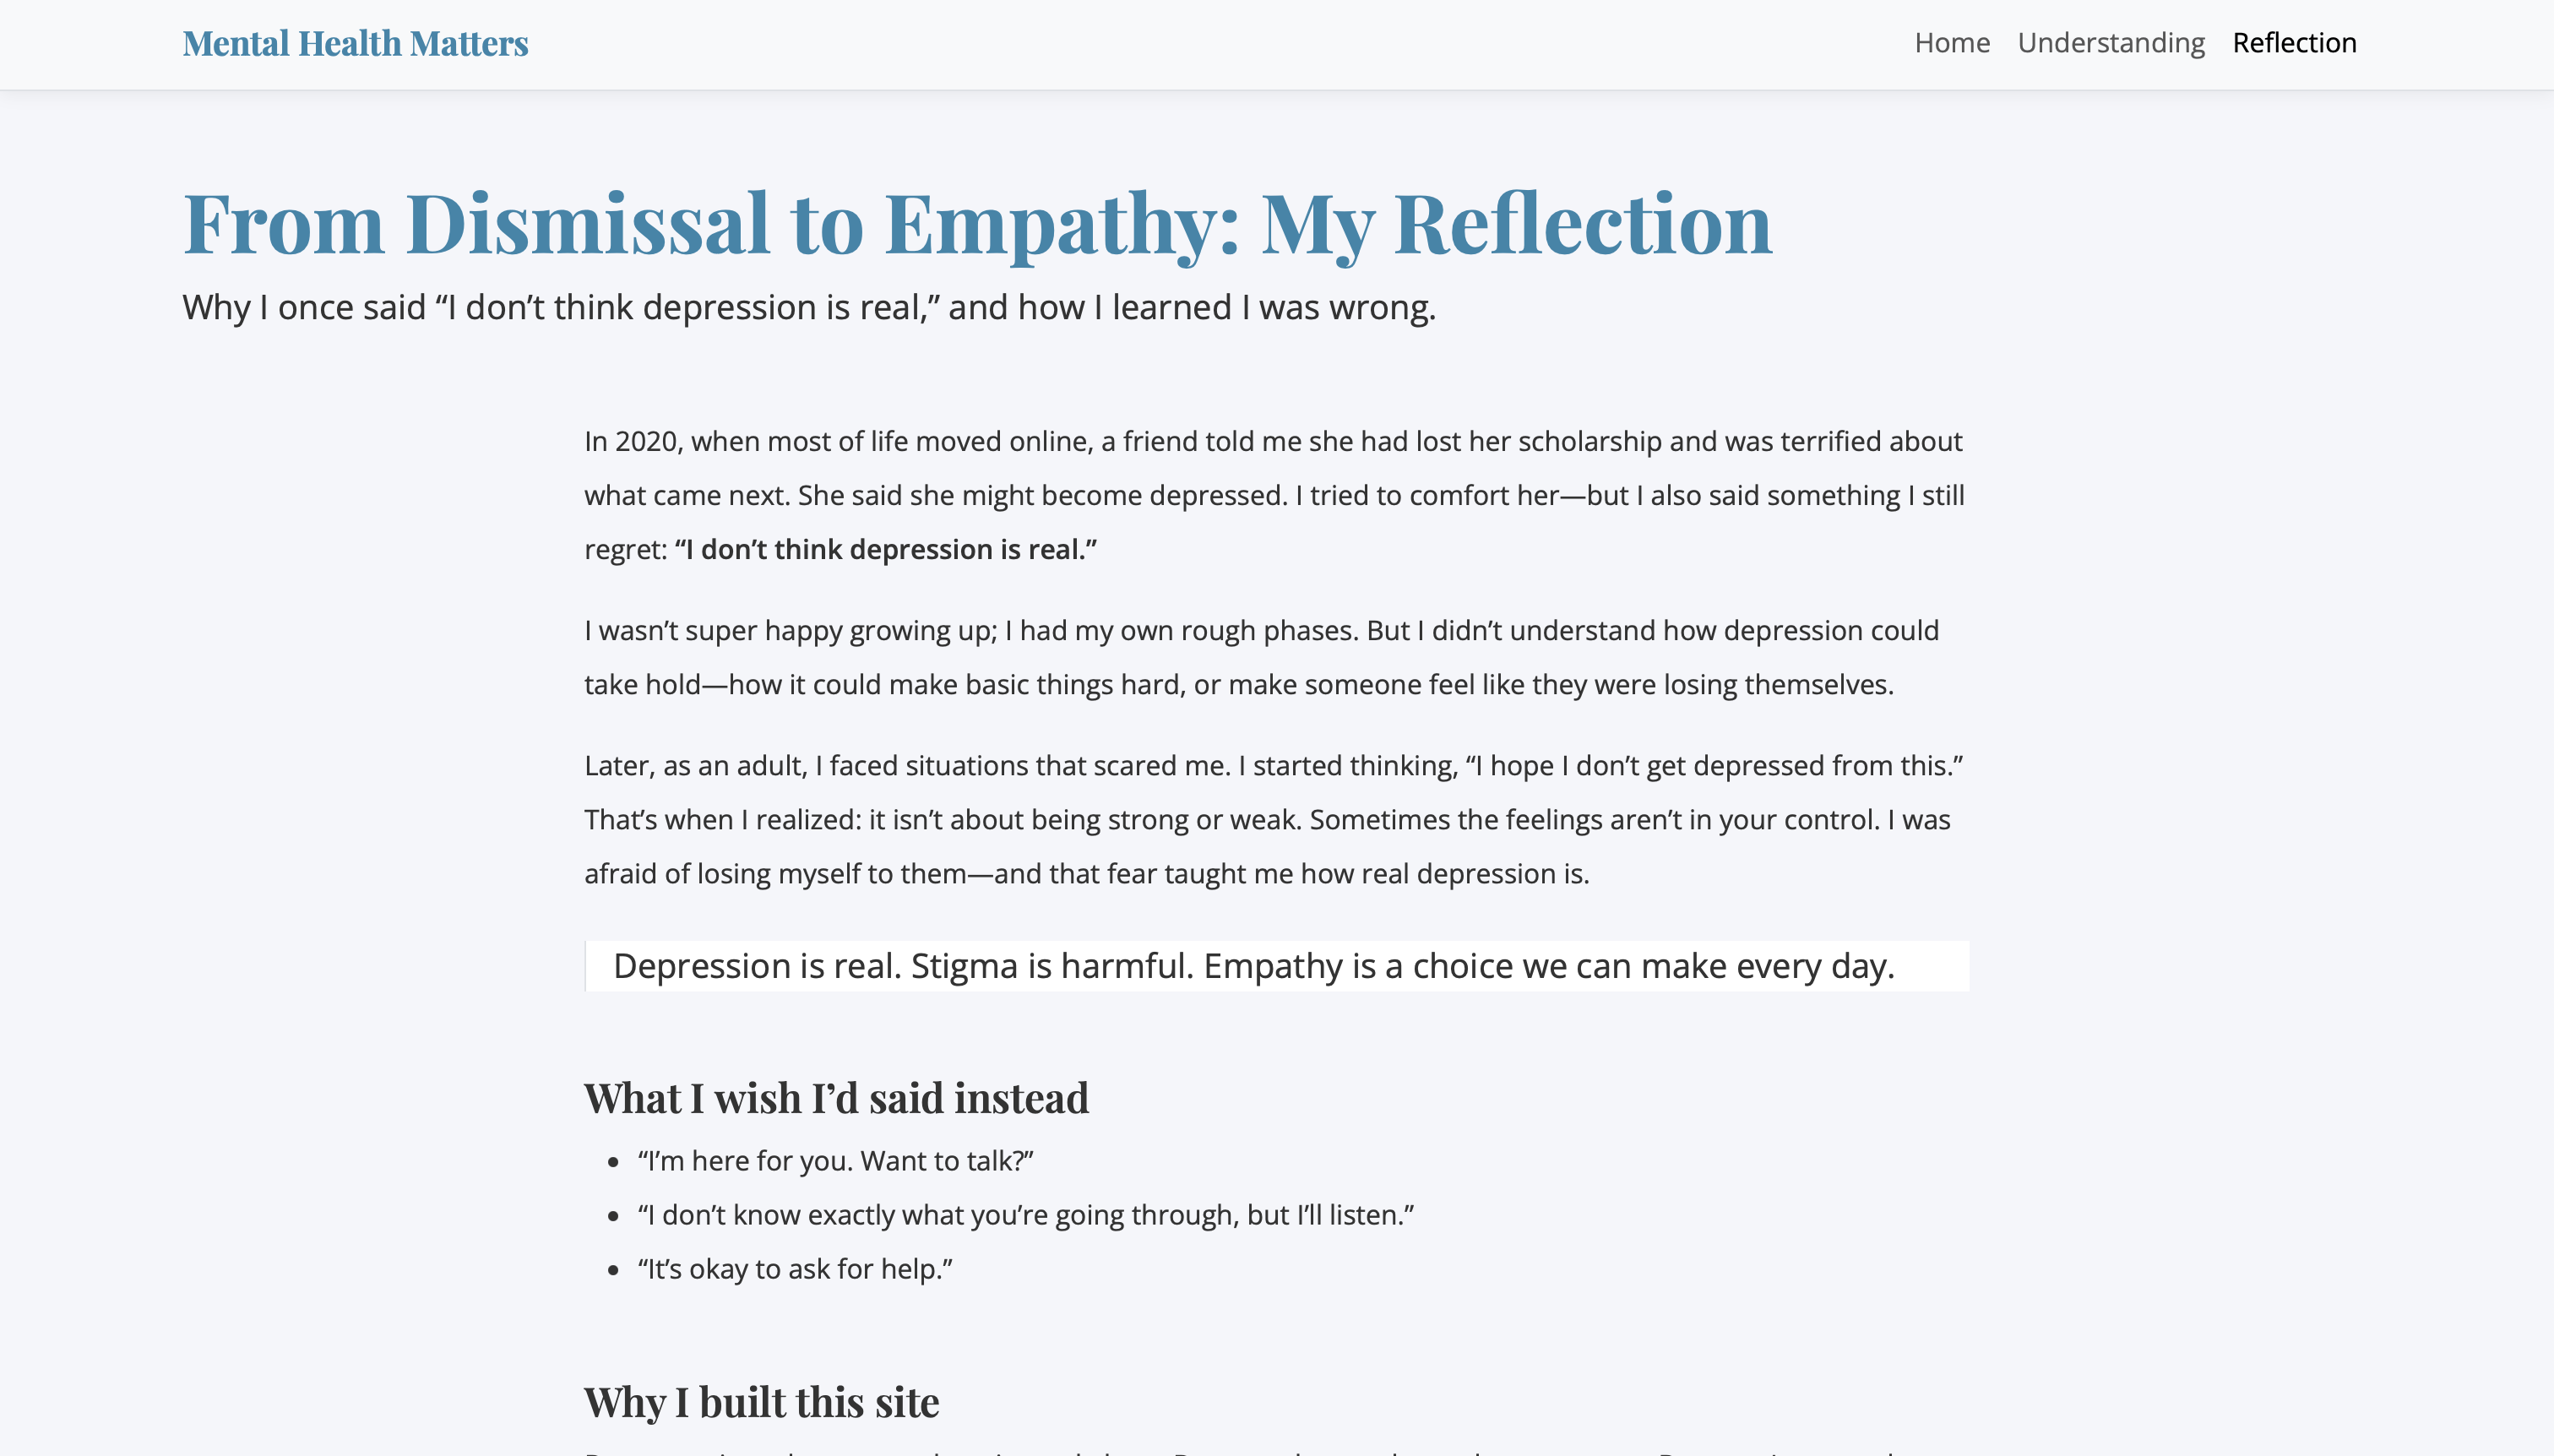 Mental Health Matters
Home Understanding Reflection
From Dismissal to Empathy: My Reflection
Why I once said “I don’t think depression is real,” and how I learned I was wrong.
In 2020, when most of life moved online, a friend told me she had lost her scholarship and was terrified about
what came next. She said she might become depressed. I tried to comfort her—but I also said something I still
regret: “I don’t think depression is real.”
I wasn’t super happy growing up; I had my own rough phases. But I didn’t understand how depression could
take hold—how it could make basic things hard, or make someone feel like they were losing themselves.
Later, as an adult, I faced situations that scared me. I started thinking, “I hope I don’t get depressed from this.”
That’s when I realized: it isn’t about being strong or weak. Sometimes the feelings aren’t in your control. I was
afraid of losing myself to them—and that fear taught me how real depression is.
Depression is real. Stigma is harmful. Empathy is a choice we can make every day.
What I wish I’d said instead
• “I’m here for you. Want to talk?”
• “I don’t know exactly what you’re going through, but I’ll listen.”
• “It’s okay to ask for help.”
Why I built this site